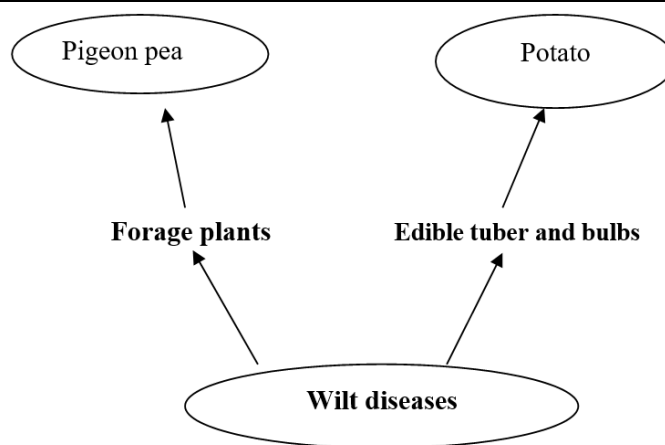 Pigeon pea
Potato
Forage plants
Edible tuber and bulbs
Wilt diseases